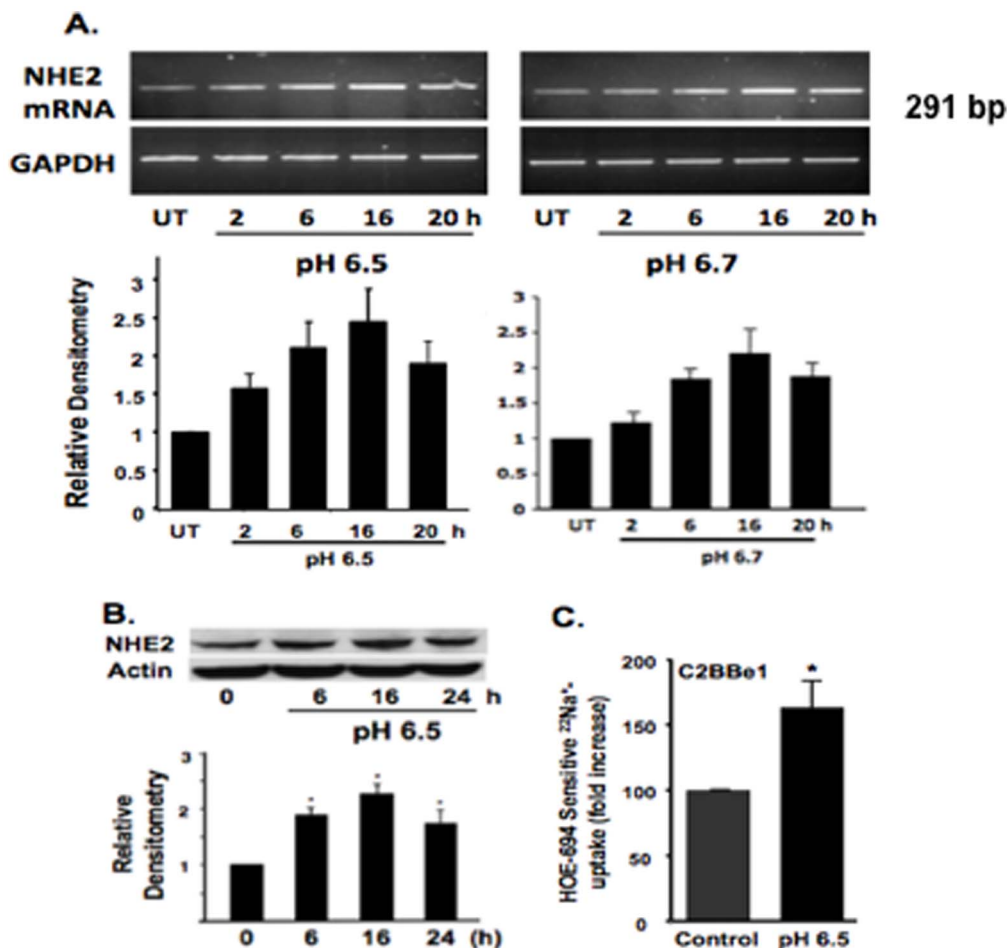 A.
NHE2
mRNA
291 bp
GAPDH
UT 2 6 16 20 h
UT 2 6 16 20 h
pH 6.5
pH 6.7
Relative Densitometry
3
2.5
2
1.5
1
0.5
0
UT 2 6 16 20 h
pH 6.5
3
2.5
2
1.5
1
0.5
0
UT 2 6 16 20 h
pH 6.7
B.
NHE2
Actin
0 6 16 24 h
pH 6.5
Relative
Densitometry
3
2
1
* * *
0 6 16 24 (h)
C.
C2BBe1
HOE-694 Sensitive ²²Na⁺-
uptake (fold increase)
200
150
100
50
0
*
Control pH 6.5